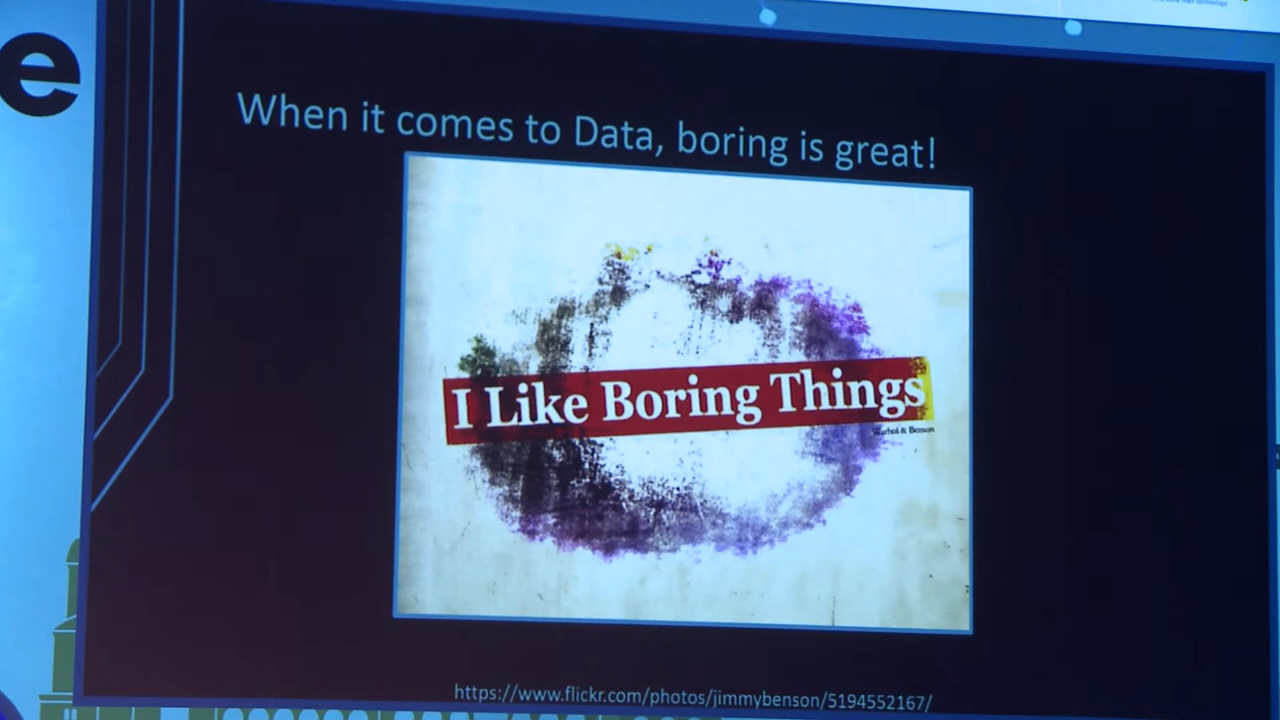 e
When it comes to Data, boring is great!
I Like Boring Things
Warhol & Benson
https://www.flickr.com/photos/jimmybenson/5194552167/